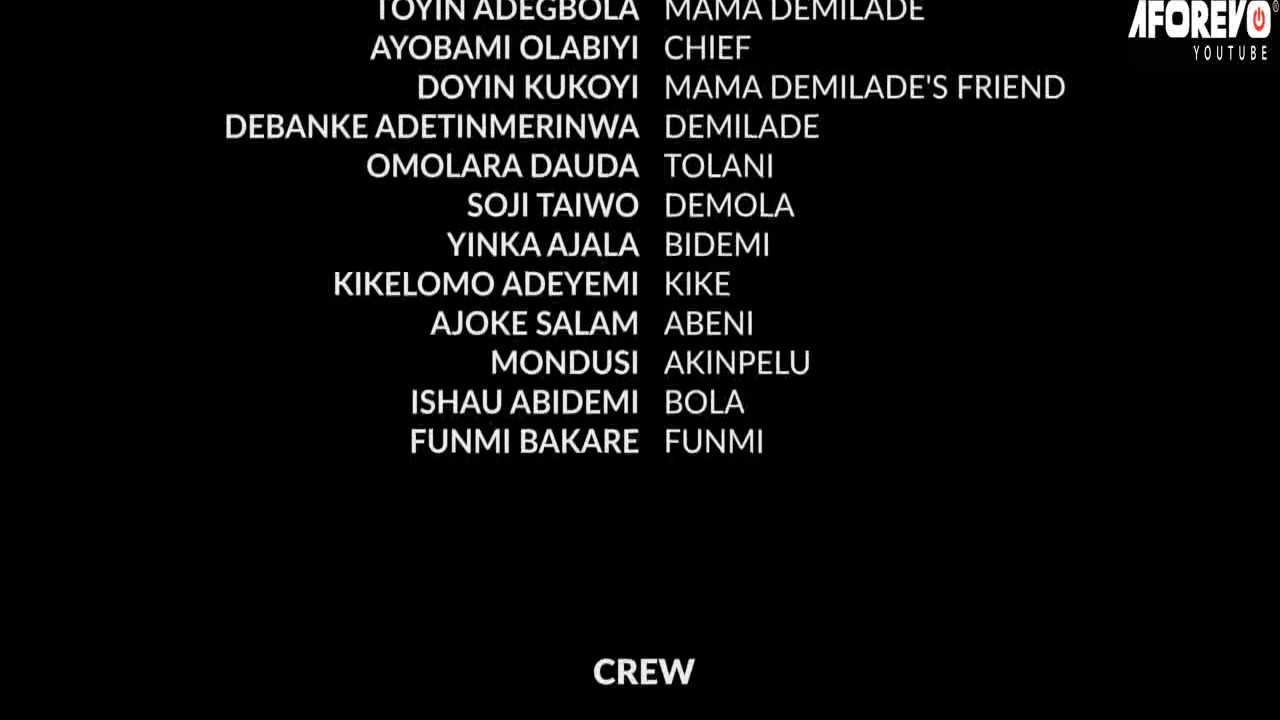 TOYIN ADEGBOLA MAMA DEMILADE
AYOBAMI OLABIYI CHIEF
DOYIN KUKOYI MAMA DEMILADE'S FRIEND
DEBANKE ADETINMERINWA DEMILADE
OMOLARA DAUDA TOLANI
SOJI TAIWO DEMOLA
YINKA AJALA BIDEMI
KIKELOMO ADEYEMI KIKE
AJOKE SALAM ABENI
MONDUSI AKINPELU
ISHAU ABIDEMI BOLA
FUNMI BAKARE FUNMI
CREW
AFOREVO
YOUTUBE